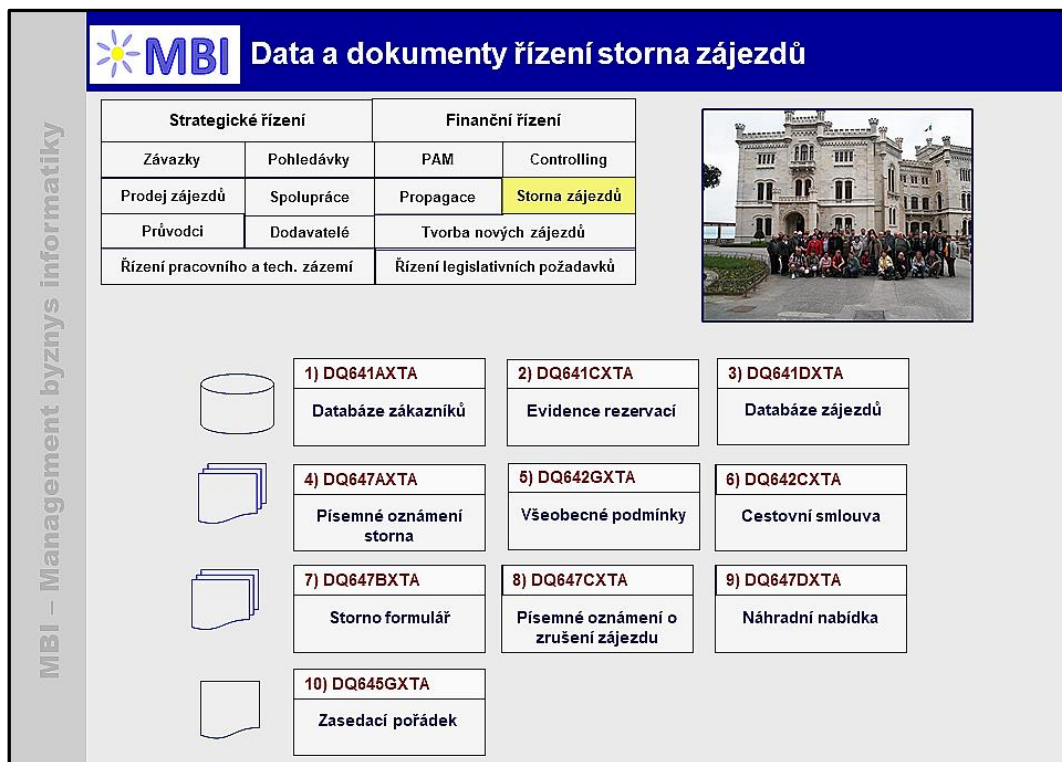 MBI Data a dokumenty řízení storna zájezdů
MBI – Management byznys informatiky
Strategické řízení Finanční řízení
Závazky Pohledávky PAM Controlling
Prodej zájezdů Spolupráce Propagace Storna zájezdů
Průvodci Dodavatelé Tvorba nových zájezdů
Řízení pracovního a tech. zázemí Řízení legislativních požadavků
1) DQ641AXTA 2) DQ641CXTA 3) DQ641DXTA
Databáze zákazníků Evidence rezervací Databáze zájezdů
4) DQ647AXTA 5) DQ642GXTA 6) DQ642CXTA
Písemné oznámení storna Všeobecné podmínky Cestovní smlouva
7) DQ647BXTA 8) DQ647CXTA 9) DQ647DXTA
Storno formulář Písemné oznámení o zrušení zájezdu Náhradní nabídka
10) DQ645GXTA
Zasedací pořádek